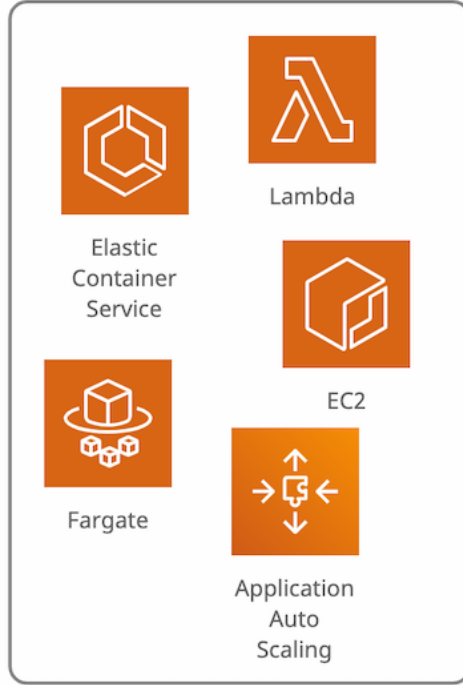 Lambda
Elastic
Container
Service
EC2
Fargate
Application
Auto
Scaling